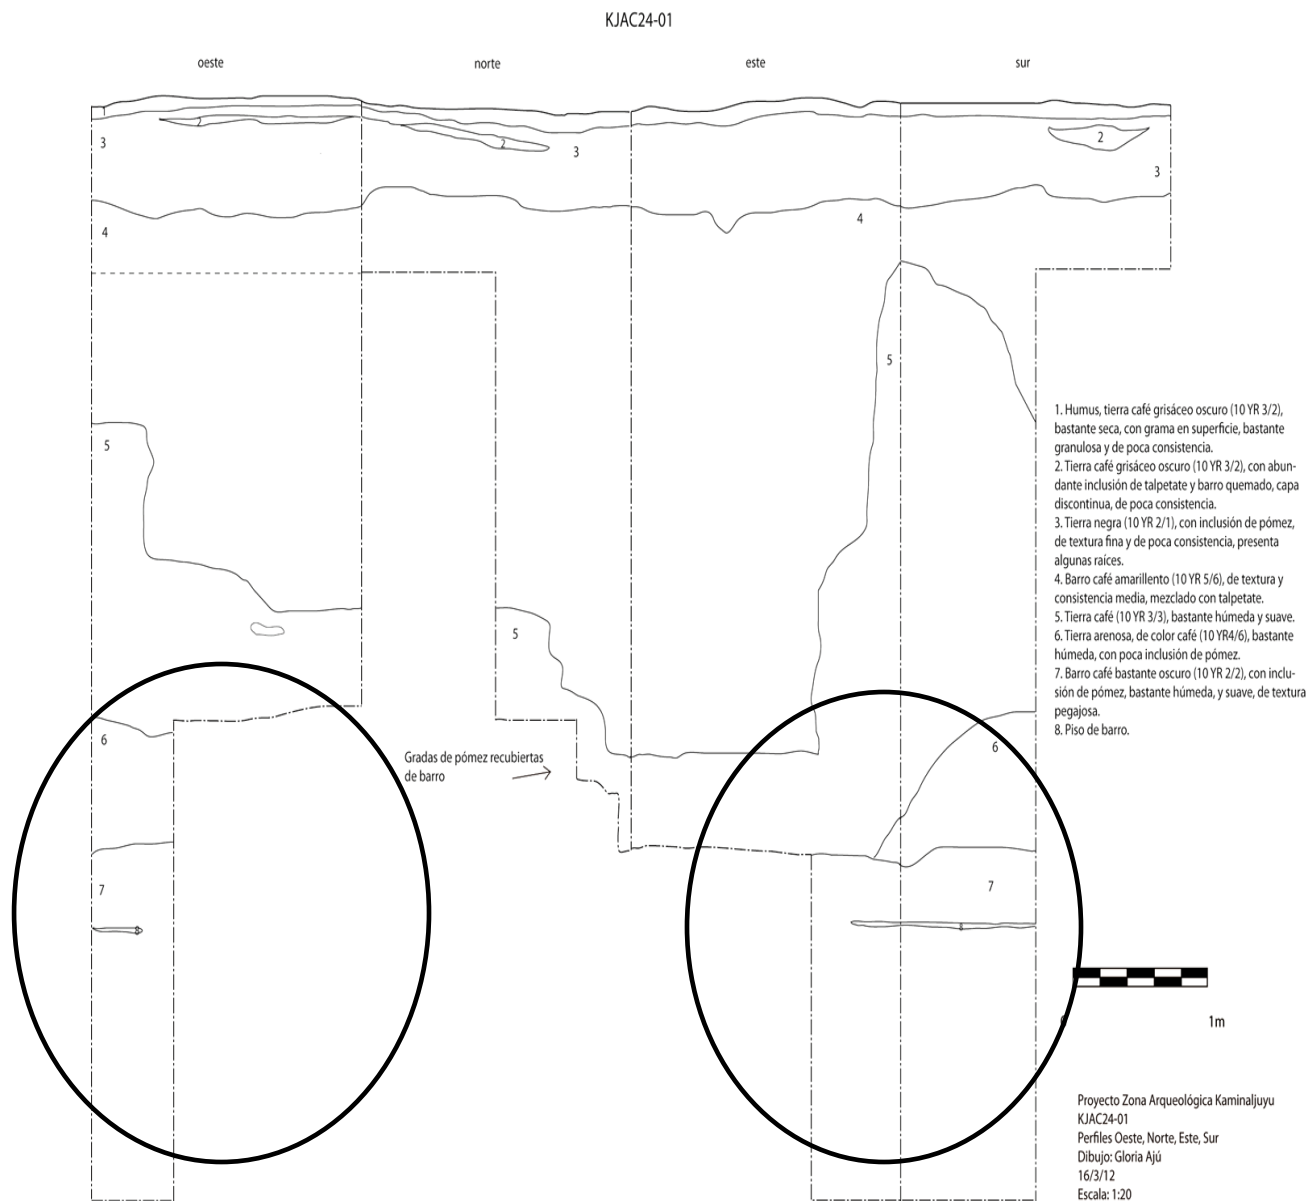 KJAC24-01
oeste norte este sur
2
3
2
3
2
3
4
4
5
5
5
1. Humus, tierra café grisáceo oscuro (10 YR 3/2),
bastante seca, con grama en superficie, bastante
granulosa y de poca consistencia.
2. Tierra café grisáceo oscuro (10 YR 3/2), con abun-
dante inclusión de talpetate y barro quemado, capa
discontinua, de poca consistencia.
3. Tierra negra (10 YR 2/1), con inclusión de pómez,
de textura fina y de poca consistencia, presenta
algunas raíces.
4. Barro café amarillento (10 YR 5/6), de textura y
consistencia media, mezclado con talpetate.
5. Tierra café (10 YR 3/3), bastante húmeda y suave.
6. Tierra arenosa, de color café (10 YR4/6), bastante
húmeda, con poca inclusión de pómez.
7. Barro café bastante oscuro (10 YR 2/2), con inclu-
sión de pómez, bastante húmeda, y suave, de textura
pegajosa.
8. Piso de barro.
6
6
Gradas de pómez recubiertas
de barro
7
7
8
8
0 1m
Proyecto Zona Arqueológica Kaminaljuyu
KJAC24-01
Perfiles Oeste, Norte, Este, Sur
Dibujo: Gloria Ajú
16/3/12
Escala: 1:20